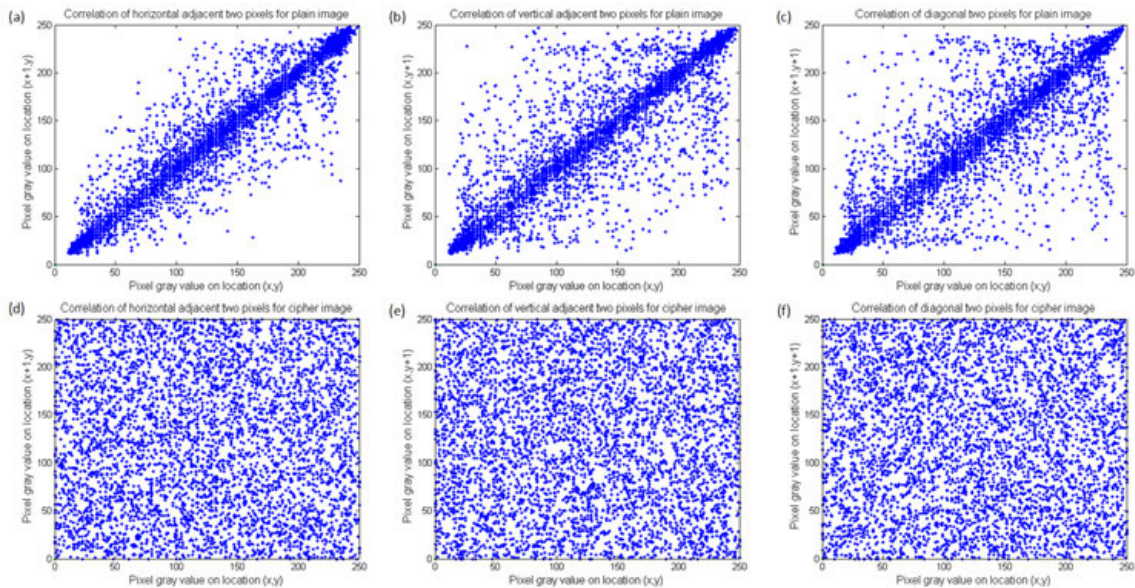 (a) Correlation of horizontal adjacent two pixels for plain image
250
200
150
100
50
0
Pixel gray value on location (x+1,y)
0 50 100 150 200 250
Pixel gray value on location (x,y)
(b) Correlation of vertical adjacent two pixels for plain image
250
200
150
100
50
0
Pixel gray value on location (x,y+1)
0 50 100 150 200 250
Pixel gray value on location (x,y)
(c) Correlation of diagonal two pixels for plain image
250
200
150
100
50
0
Pixel gray value on location (x+1,y+1)
0 50 100 150 200 250
Pixel gray value on location (x,y)
(d) Correlation of horizontal adjacent two pixels for cipher image
250
200
150
100
50
0
Pixel gray value on location (x+1,y)
0 50 100 150 200 250
Pixel gray value on location (x,y)
(e) Correlation of vertical adjacent two pixels for cipher image
250
200
150
100
50
0
Pixel gray value on location (x,y+1)
0 50 100 150 200 250
Pixel gray value on location (x,y)
(f) Correlation of diagonal two pixels for cipher image
250
200
150
100
50
0
Pixel gray value on location (x+1,y+1)
0 50 100 150 200 250
Pixel gray value on location (x,y)